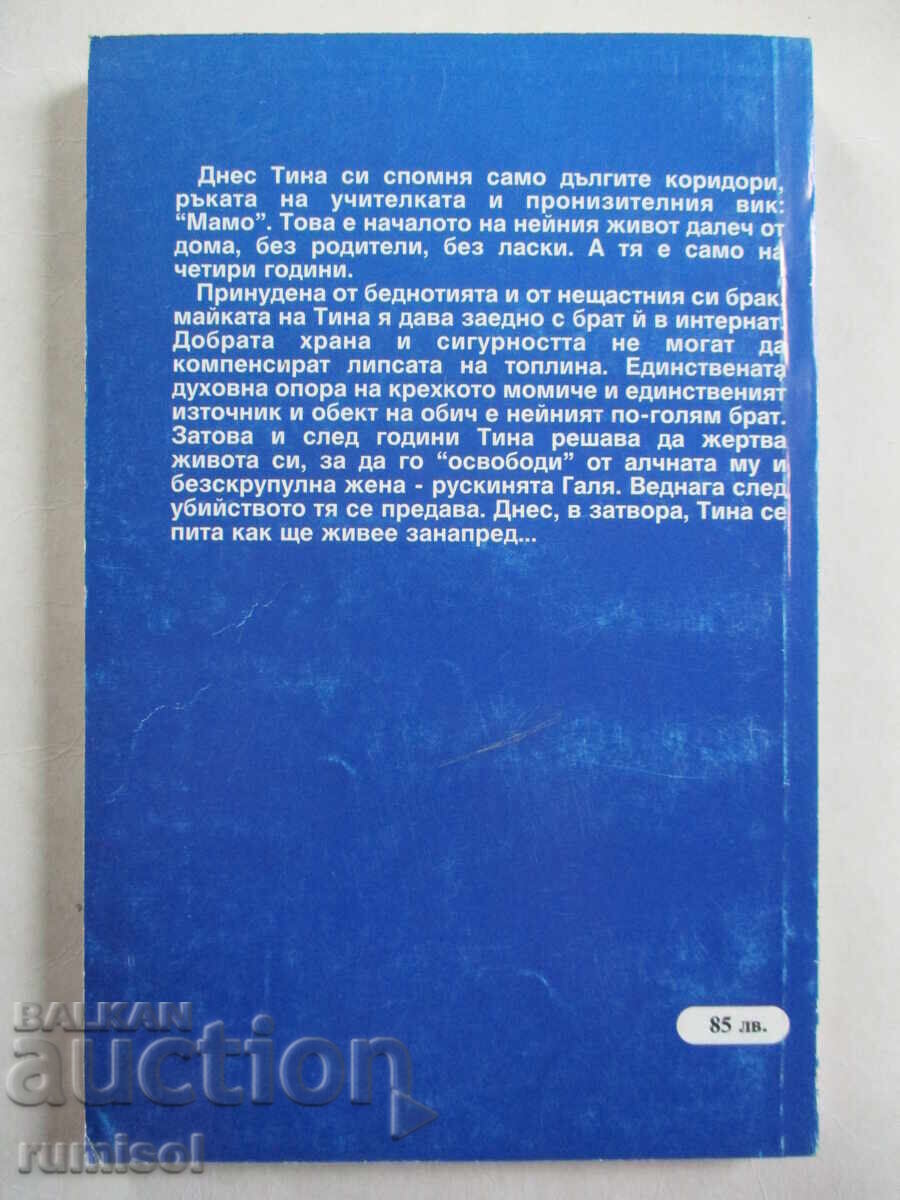 Днес Тина си спомня само дългите коридори,
ръката на учителката и пронизителния вик:
“Мамо”. Това е началото на нейния живот далеч от
дома, без родители, без ласки. А тя е само на
четири години.
Принудена от беднотията и от нещастния си брак,
майката на Тина я дава заедно с брат й в интернат.
Добрата храна и сигурността не могат да
компенсират липсата на топлина. Единствената
духовна опора на крехкото момиче и единственият
източник и обект на обич е нейният по-голям брат.
Затова и след години Тина решава да жертва
живота си, за да го “освободи” от алчната му и
безскрупулна жена - рускинята Галя. Веднага след
убийството тя се предава. Днес, в затвора, Тина се
пита как ще живее занапред...
85 лв.
BALKAN
auction
rumisol